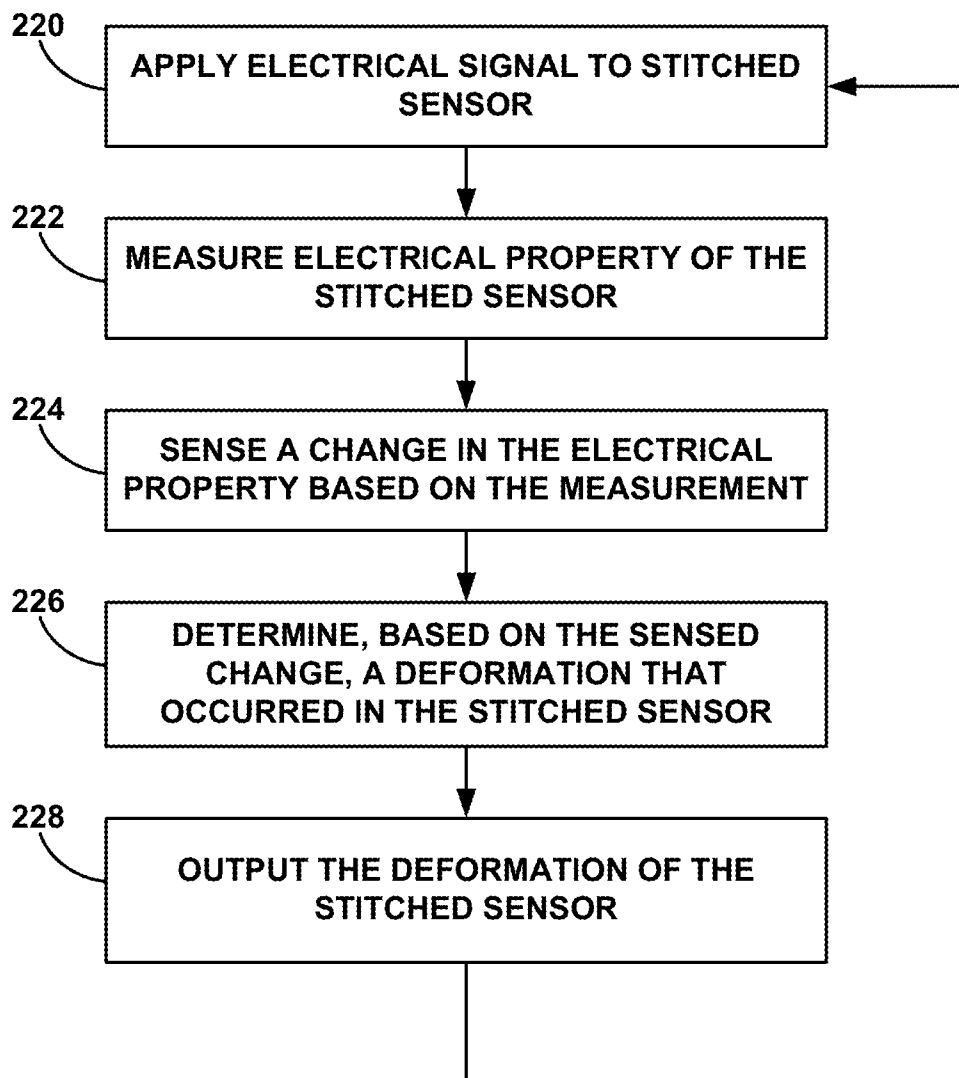 220
APPLY ELECTRICAL SIGNAL TO STITCHED
SENSOR
222
MEASURE ELECTRICAL PROPERTY OF THE
STITCHED SENSOR
224
SENSE A CHANGE IN THE ELECTRICAL
PROPERTY BASED ON THE MEASUREMENT
226
DETERMINE, BASED ON THE SENSED
CHANGE, A DEFORMATION THAT
OCCURRED IN THE STITCHED SENSOR
228
OUTPUT THE DEFORMATION OF THE
STITCHED SENSOR